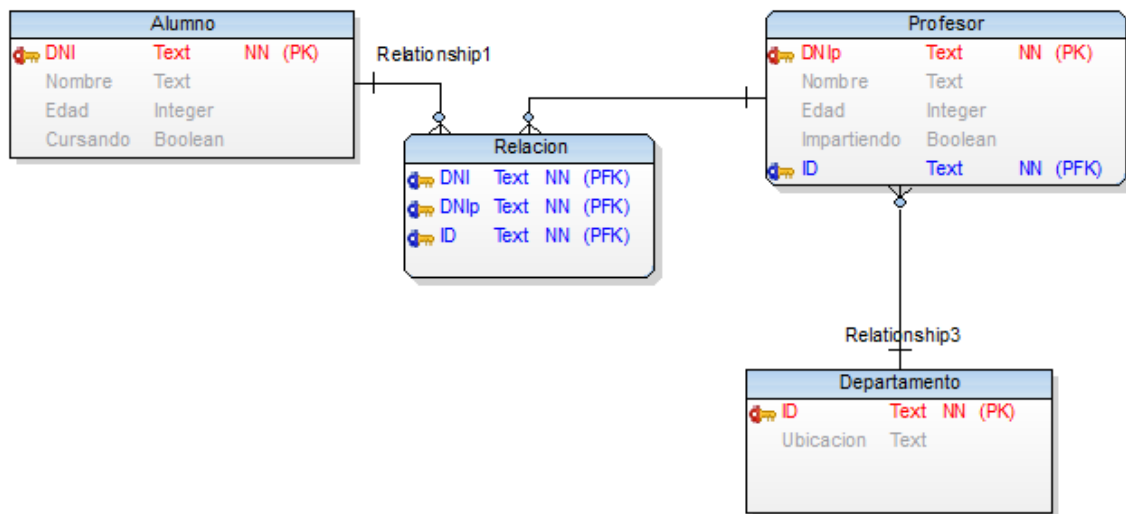 Alumno
DNI Text NN (PK)
Nombre Text
Edad Integer
Cursando Boolean
Relationship1
Relacion
DNI Text NN (PFK)
DNIp Text NN (PFK)
ID Text NN (PFK)
Profesor
DNIp Text NN (PK)
Nombre Text
Edad Integer
Impartiendo Boolean
ID Text NN (PFK)
Relationship3
Departamento
ID Text NN (PK)
Ubicacion Text